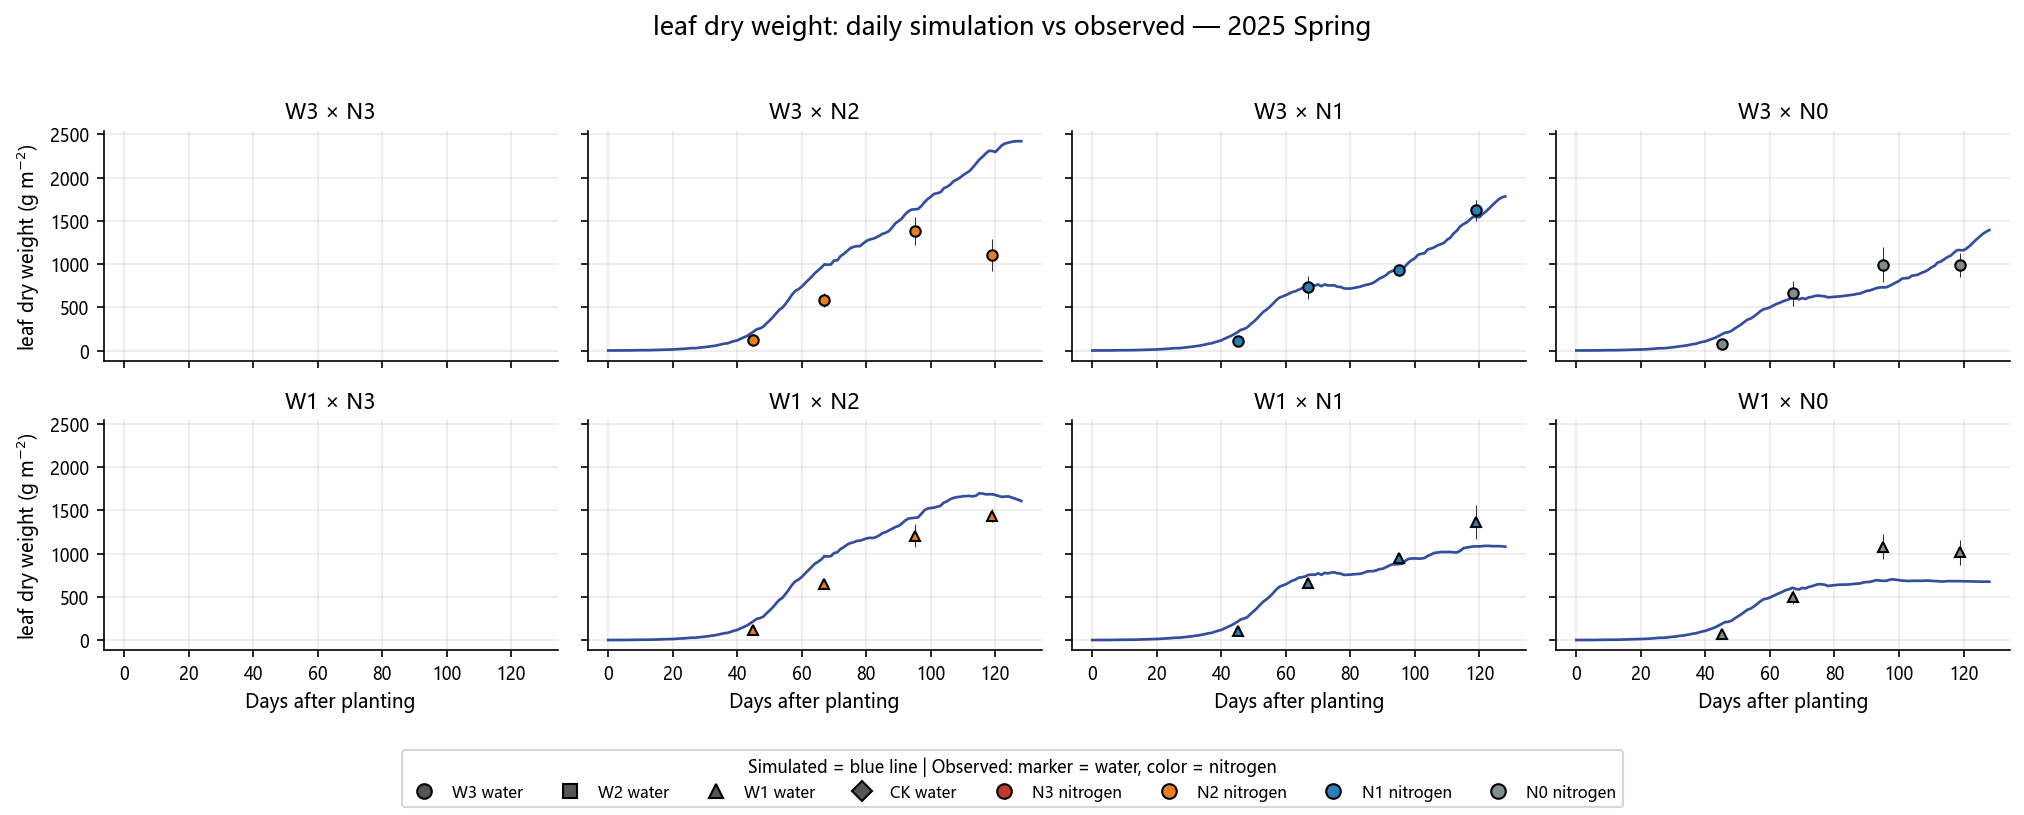 leaf dry weight: daily simulation vs observed — 2025 Spring
W3 × N3
W3 × N2
W3 × N1
W3 × N0
leaf dry weight (g m⁻²)
2500
2000
1500
1000
500
0
W1 × N3
W1 × N2
W1 × N1
W1 × N0
leaf dry weight (g m⁻²)
2500
2000
1500
1000
500
0
0 20 40 60 80 100 120
0 20 40 60 80 100 120
0 20 40 60 80 100 120
0 20 40 60 80 100 120
Days after planting
Days after planting
Days after planting
Days after planting
Simulated = blue line | Observed: marker = water, color = nitrogen
W3 water W2 water W1 water CK water N3 nitrogen N2 nitrogen N1 nitrogen N0 nitrogen